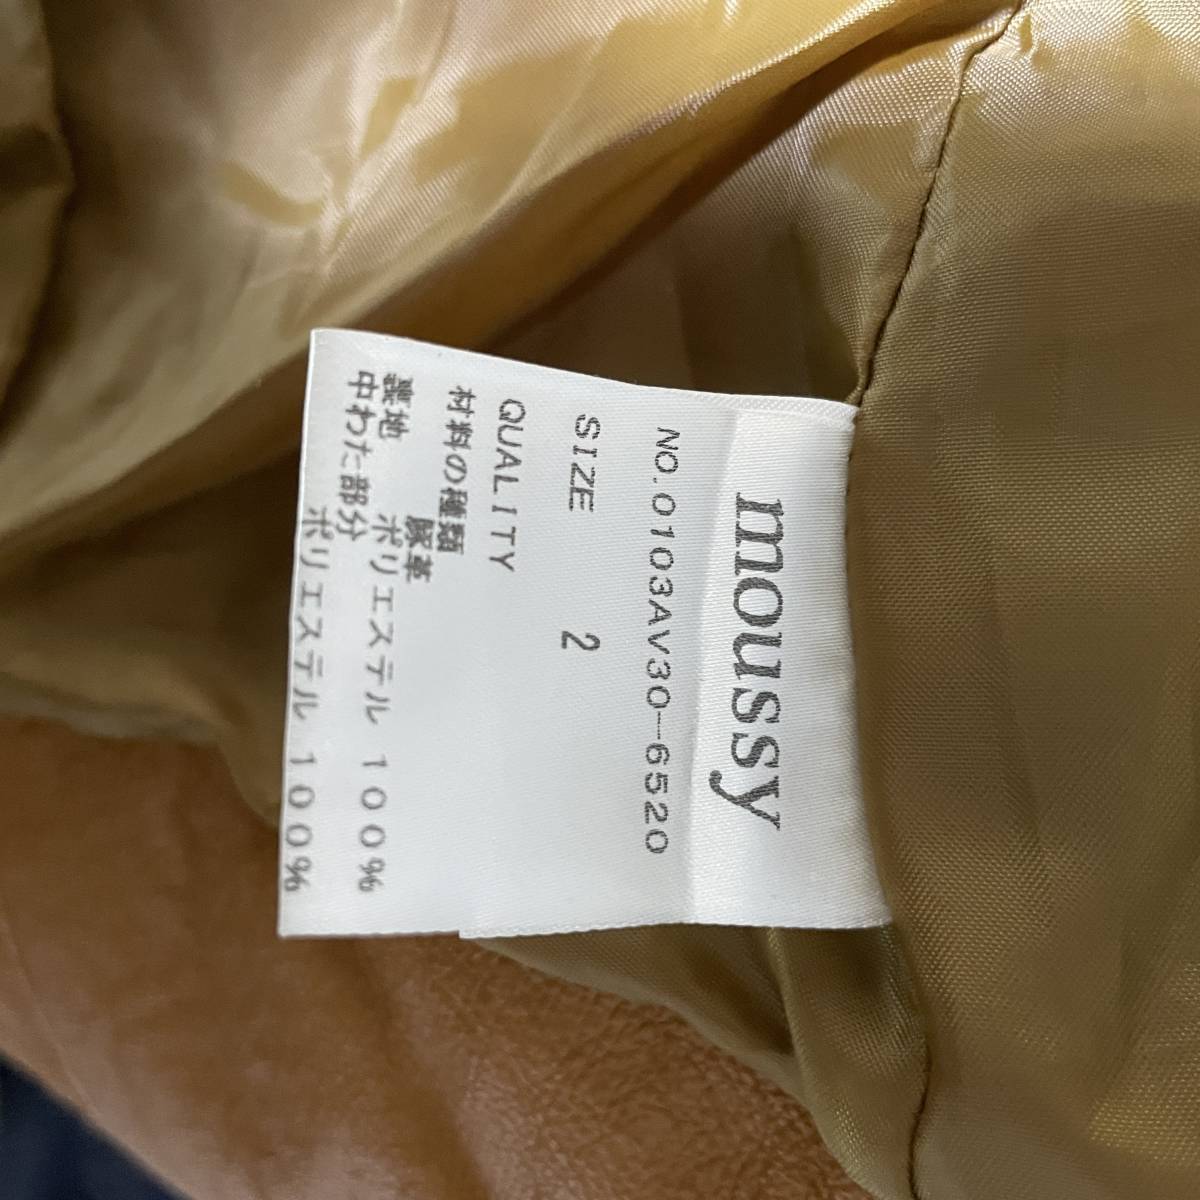 moussy
NO.0103AV30-6520
SIZE 2
QUALITY
材料の種類
豚革
裏地 ポリエステル 100%
中わた部分
ポリエステル 100%